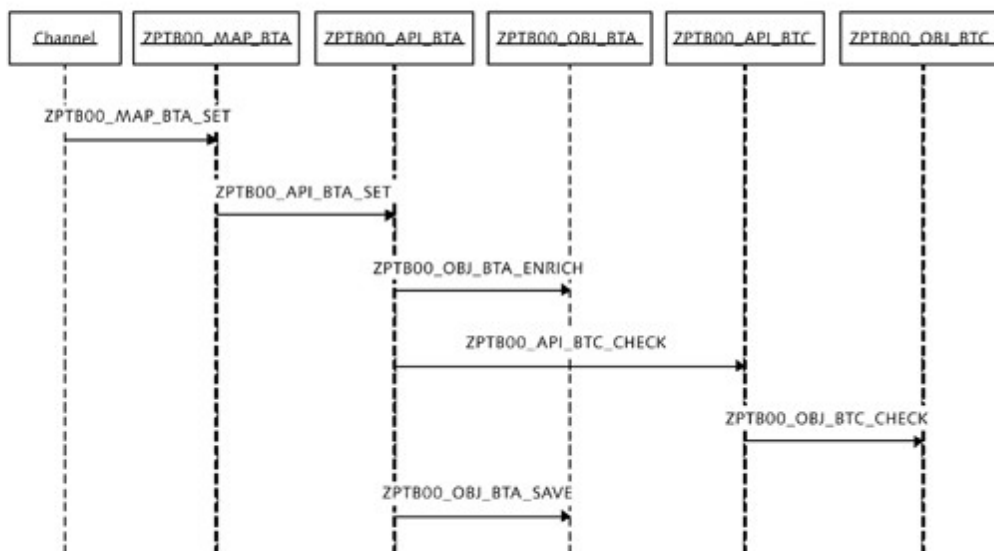 Channel ZPTB00_MAP_BTA ZPTB00_API_BTA ZPTB00_OBJ_BTA ZPTB00_API_BTC ZPTB00_OBJ_BTC
ZPTB00_MAP_BTA_SET
ZPTB00_API_BTA_SET
ZPTB00_OBJ_BTA_ENRICH
ZPTB00_API_BTC_CHECK
ZPTB00_OBJ_BTC_CHECK
ZPTB00_OBJ_BTA_SAVE